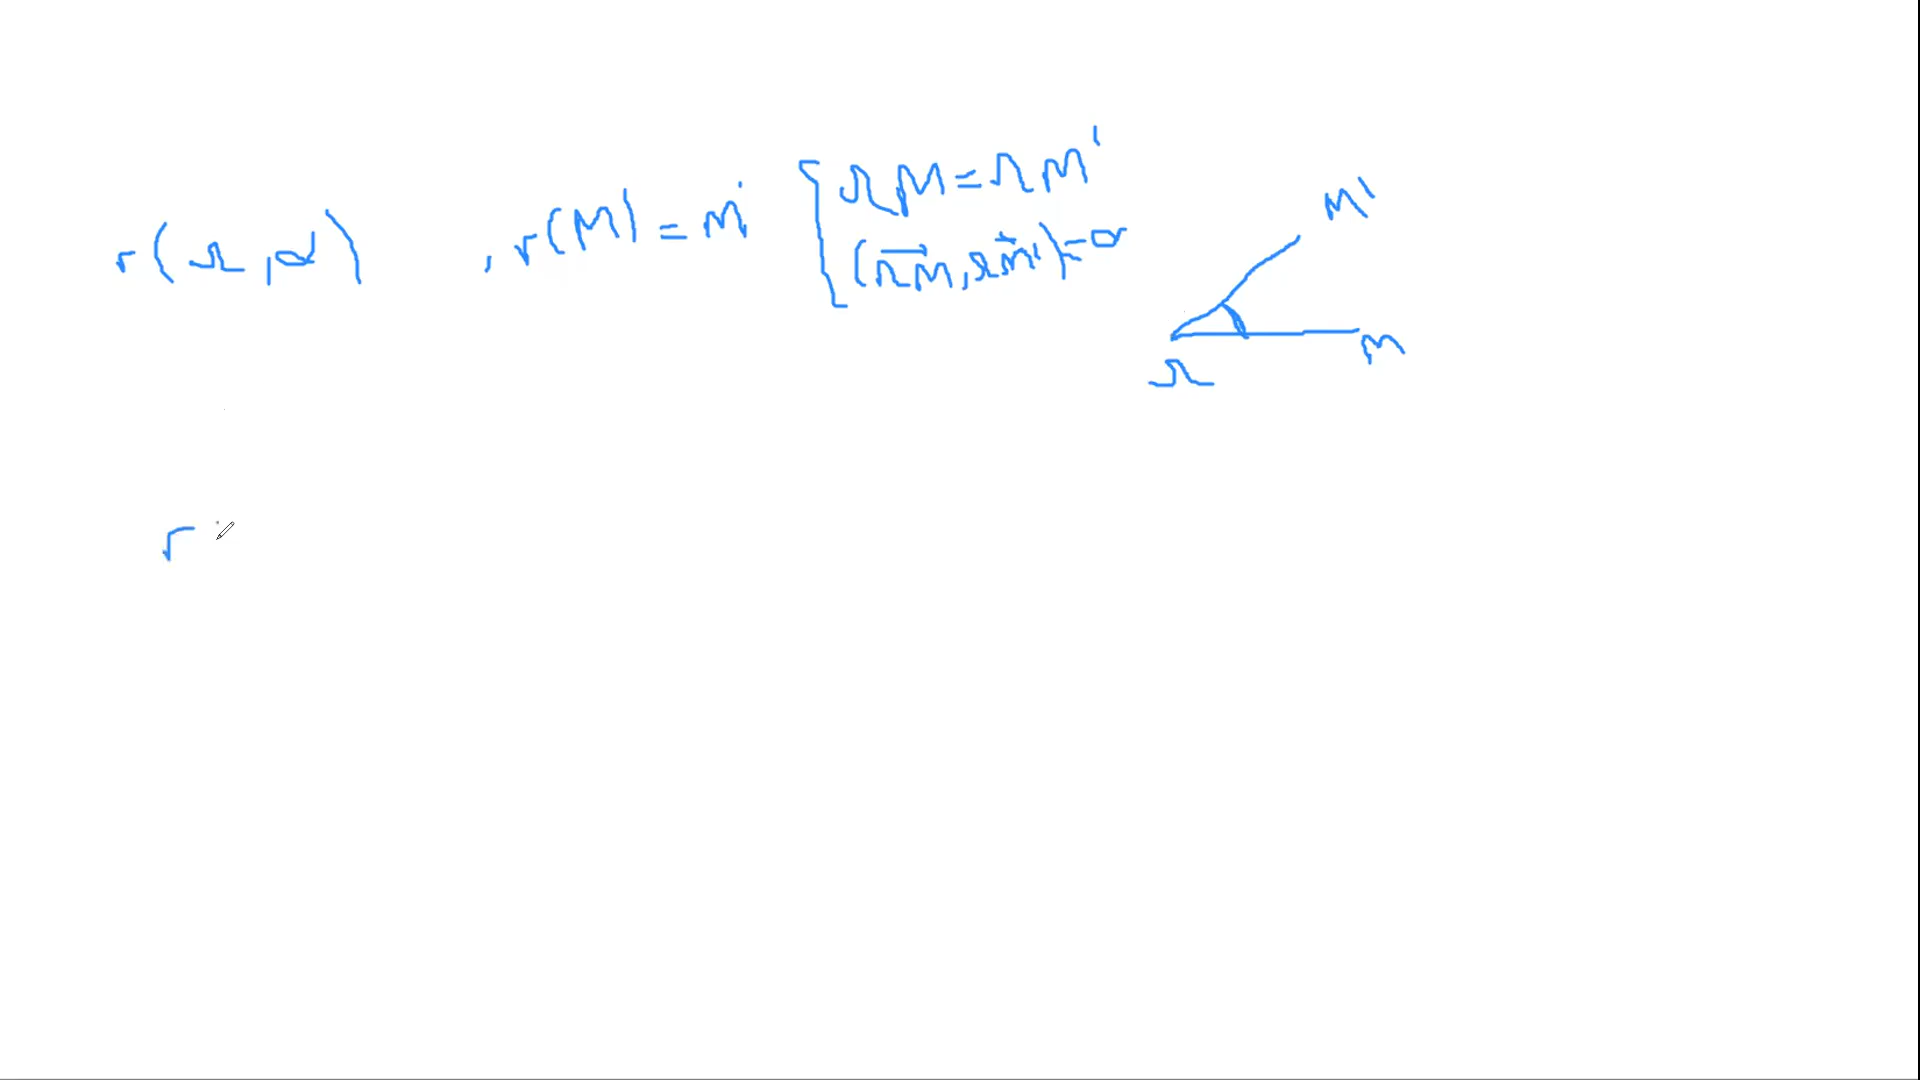 r(Ω,α) , r(M) = M' { ΩM = ΩM'
(ΩM, ΩM') = α
M'
M
Ω
r